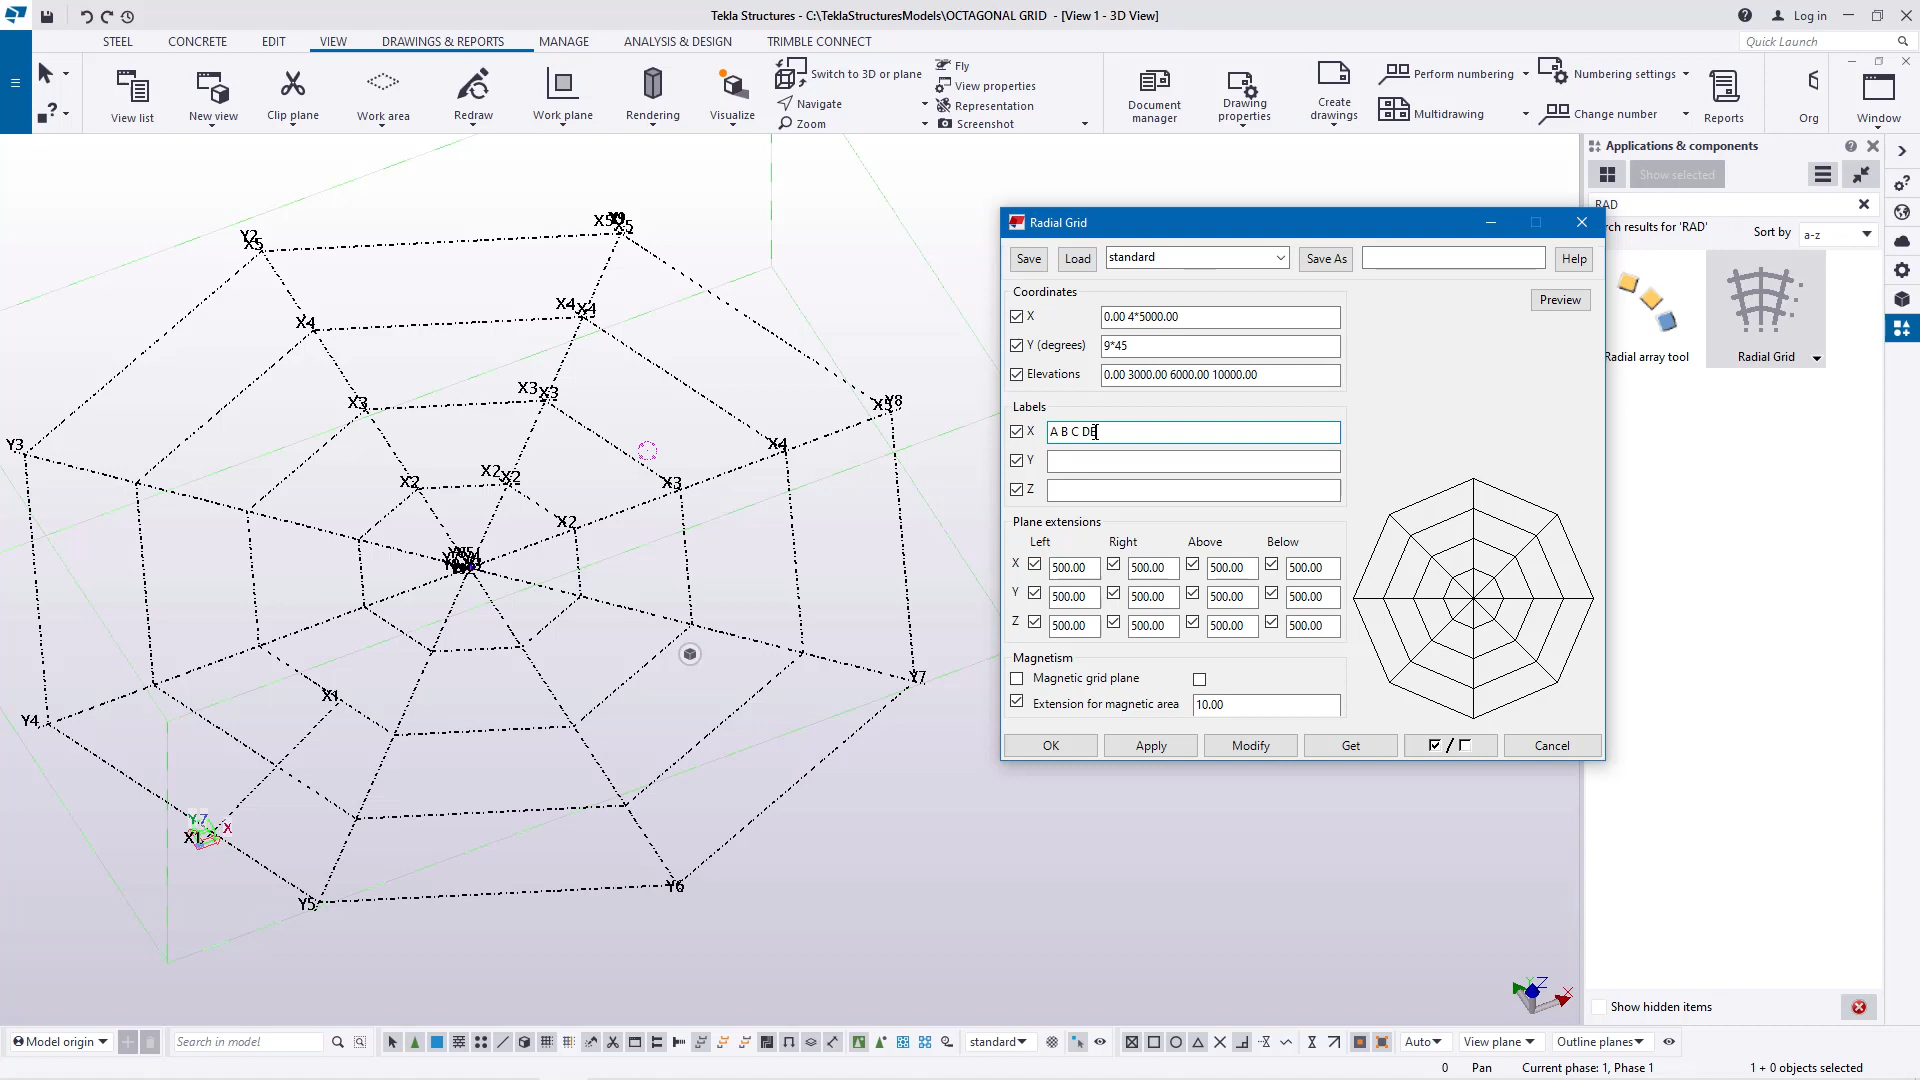 Tekla Structures - C:\TeklaStructuresModels\OCTAGONAL GRID - [View 1 - 3D View]
Log in
STEEL CONCRETE EDIT VIEW DRAWINGS & REPORTS MANAGE ANALYSIS & DESIGN TRIMBLE CONNECT
Quick Launch
View list
New view
Clip plane
Work area
Redraw
Work plane
Rendering
Visualize
Switch to 3D or plane
Navigate
Zoom
Fly
View properties
Representation
Screenshot
Document manager
Drawing properties
Create drawings
Perform numbering
Multidrawing
Numbering settings
Change number
Reports
Org
Window
Applications & components
Show selected
RAD
rch results for 'RAD'
Sort by
a-z
Radial array tool
Radial Grid
Show hidden items
Radial Grid
Save
Load
standard
Save As
Help
Coordinates
Preview
X 0.00 4*5000.00
Y (degrees) 9*45
Elevations 0.00 3000.00 6000.00 10000.00
Labels
X A B C DE
Y
Z
Plane extensions
Left Right Above Below
X 500.00 500.00 500.00 500.00
Y 500.00 500.00 500.00 500.00
Z 500.00 500.00 500.00 500.00
Magnetism
Magnetic grid plane
Extension for magnetic area 10.00
OK Apply Modify Get / Cancel
Y2
X5
X5
X5
X4
X4
X4
X5
Y8
X3
X3
X3
X4
Y3
X2
X2
X2
X3
X2
X1
Y4
Y7
X1
X
Y5
Y6
Z
X
Model origin
Search in model
standard
Auto
View plane
Outline planes
0
Pan
Current phase: 1, Phase 1
1 + 0 objects selected